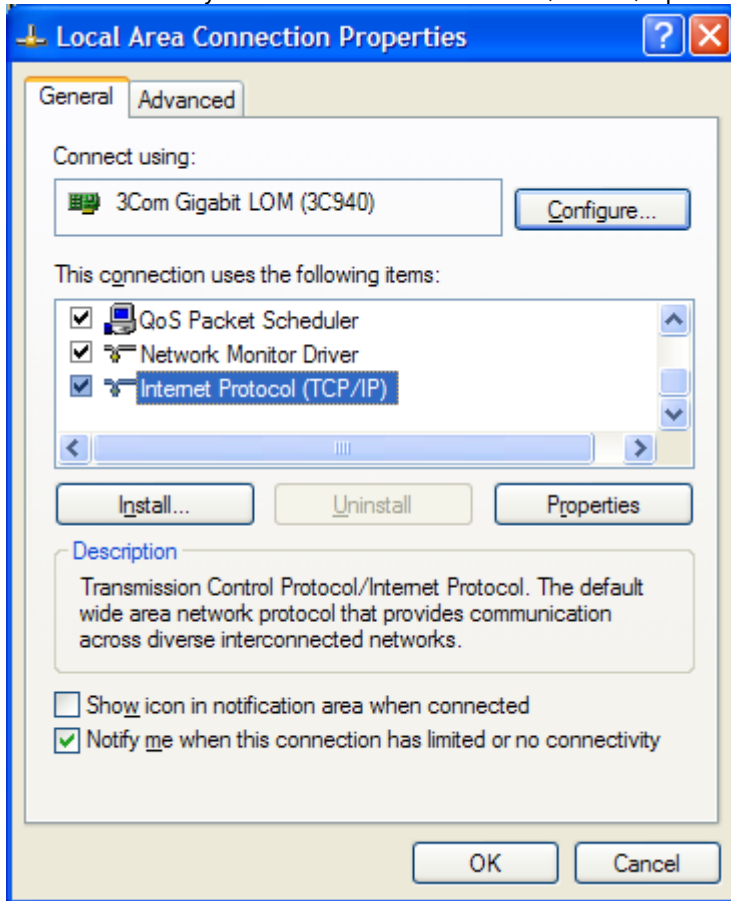 Local Area Connection Properties
General
Advanced
Connect using:
3Com Gigabit LOM (3C940)
Configure...
This connection uses the following items:
QoS Packet Scheduler
Network Monitor Driver
Internet Protocol (TCP/IP)
Install...
Uninstall
Properties
Description
Transmission Control Protocol/Internet Protocol. The default
wide area network protocol that provides communication
across diverse interconnected networks.
Show icon in notification area when connected
Notify me when this connection has limited or no connectivity
OK
Cancel